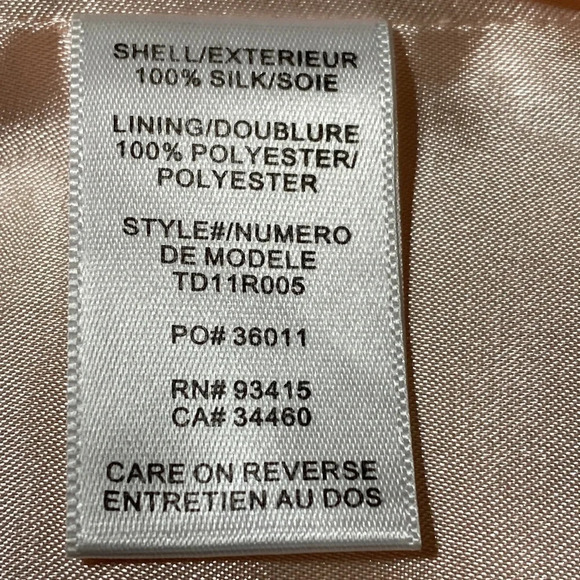 SHELL/EXTERIEUR
100% SILK/SOIE
LINING/DOUBLURE
100% POLYESTER/
POLYESTER
STYLE#/NUMERO
DE MODELE
TD11R005
PO# 36011
RN# 93415
CA# 34460
CARE ON REVERSE
ENTRETIEN AU DOS